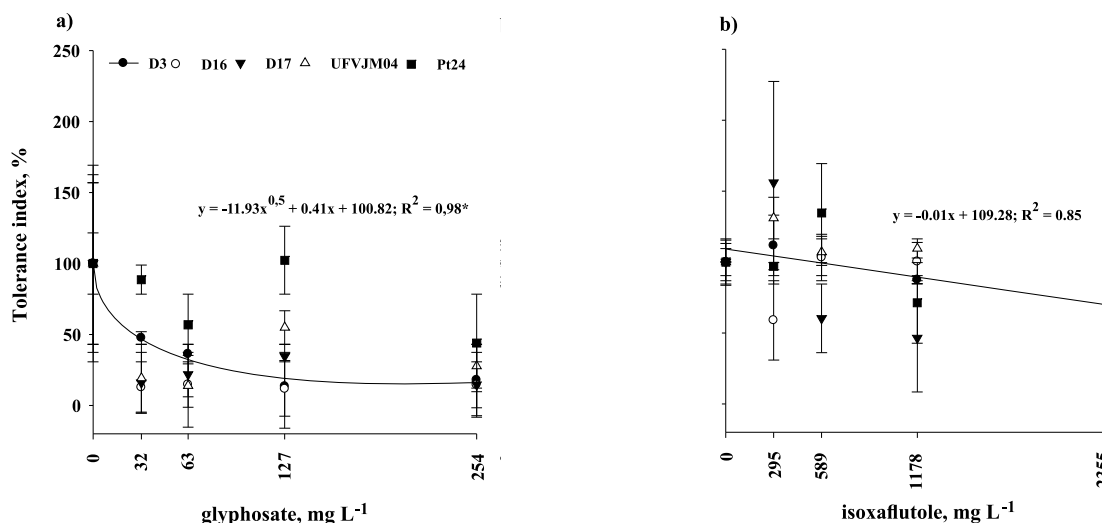 a)
250
D3 D16 D17 UFVJM04 Pt24
200
150
y = -11.93x^0,5 + 0.41x + 100.82; R^2 = 0,98*
100
50
0
Tolerance index, %
0 32 63 127 254
glyphosate, mg L^-1
b)
y = -0.01x + 109.28; R^2 = 0.85
0 295 589 1178
isoxaflutole, mg L^-1